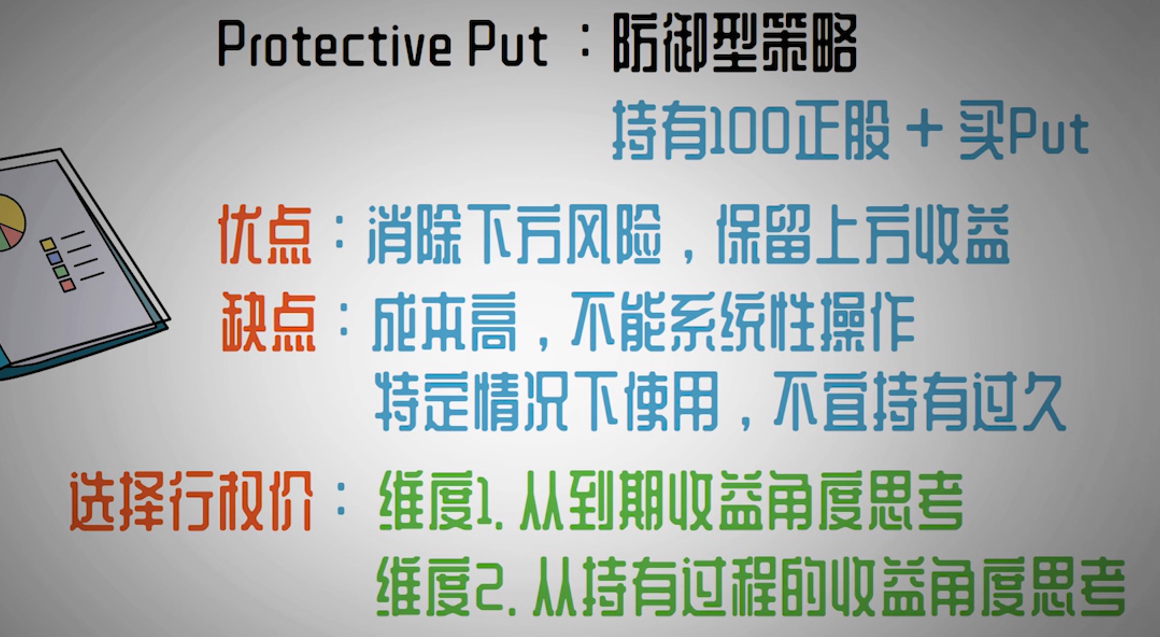 Protective Put：防御型策略
持有100正股 + 买Put
优点：消除下方风险，保留上方收益
缺点：成本高，不能系统性操作
特定情况下使用，不宜持有过久
选择行权价：维度1. 从到期收益角度思考
维度2. 从持有过程的收益角度思考